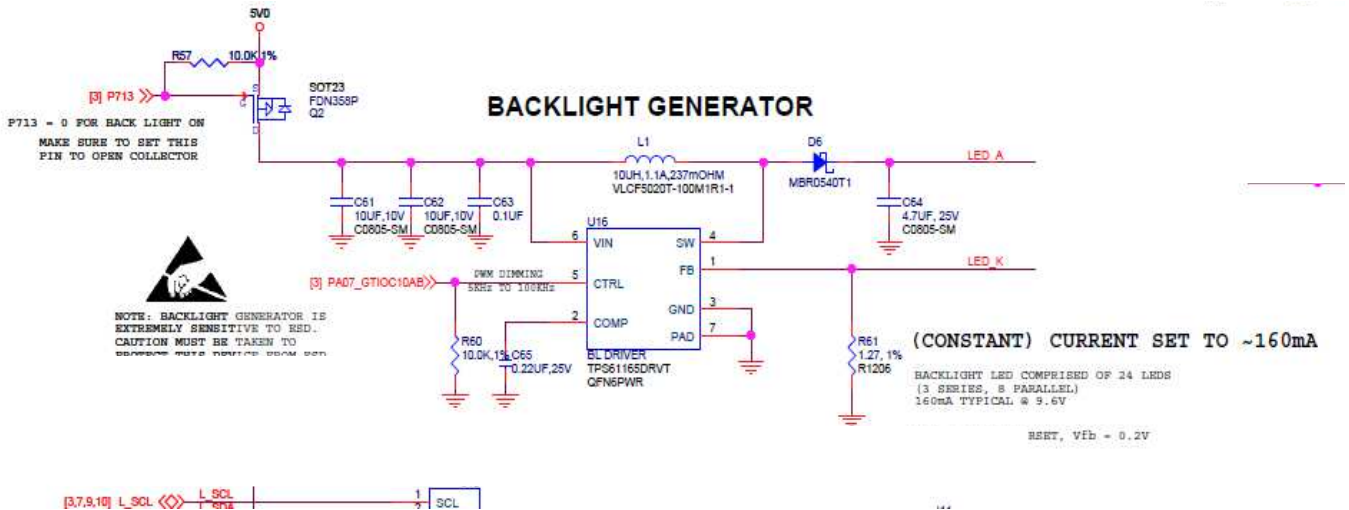 5V0
R57 10.0K,1%
[3] P713
S
G
D
SOT23
FDN358P
Q2
P713 = 0 FOR BACK LIGHT ON
MAKE SURE TO SET THIS
PIN TO OPEN COLLECTOR
BACKLIGHT GENERATOR
L1
10UH,1.1A,237mOHM
VLCF5020T-100M1R1-1
D6
MBR0540T1
LED_A
C61
10UF,10V
C0805-SM
C62
10UF,10V
C0805-SM
C63
0.1UF
C64
4.7UF, 25V
C0805-SM
U16
6 VIN
5 CTRL
2 COMP
SW 4
FB 1
GND 3
PAD 7
BL DRIVER
TPS61165DRVT
QFN6PWR
LED_K
[3] PA07_GTIOC10AB
PWM DIMMING
5KHz TO 100KHz
NOTE: BACKLIGHT GENERATOR IS
EXTREMELY SENSITIVE TO ESD.
CAUTION MUST BE TAKEN TO
PROTECT THIS DEVICE FROM ESD
R60
10.0K,1%
C65
0.22UF,25V
R61
1.27, 1%
R1206
(CONSTANT) CURRENT SET TO ~160mA
BACKLIGHT LED COMPRISED OF 24 LEDS
(3 SERIES, 8 PARALLEL)
160mA TYPICAL @ 9.6V
RSET, Vfb = 0.2V
[3,7,9,10] L_SCL
L_SCL
L_SDA
1 SCL
2